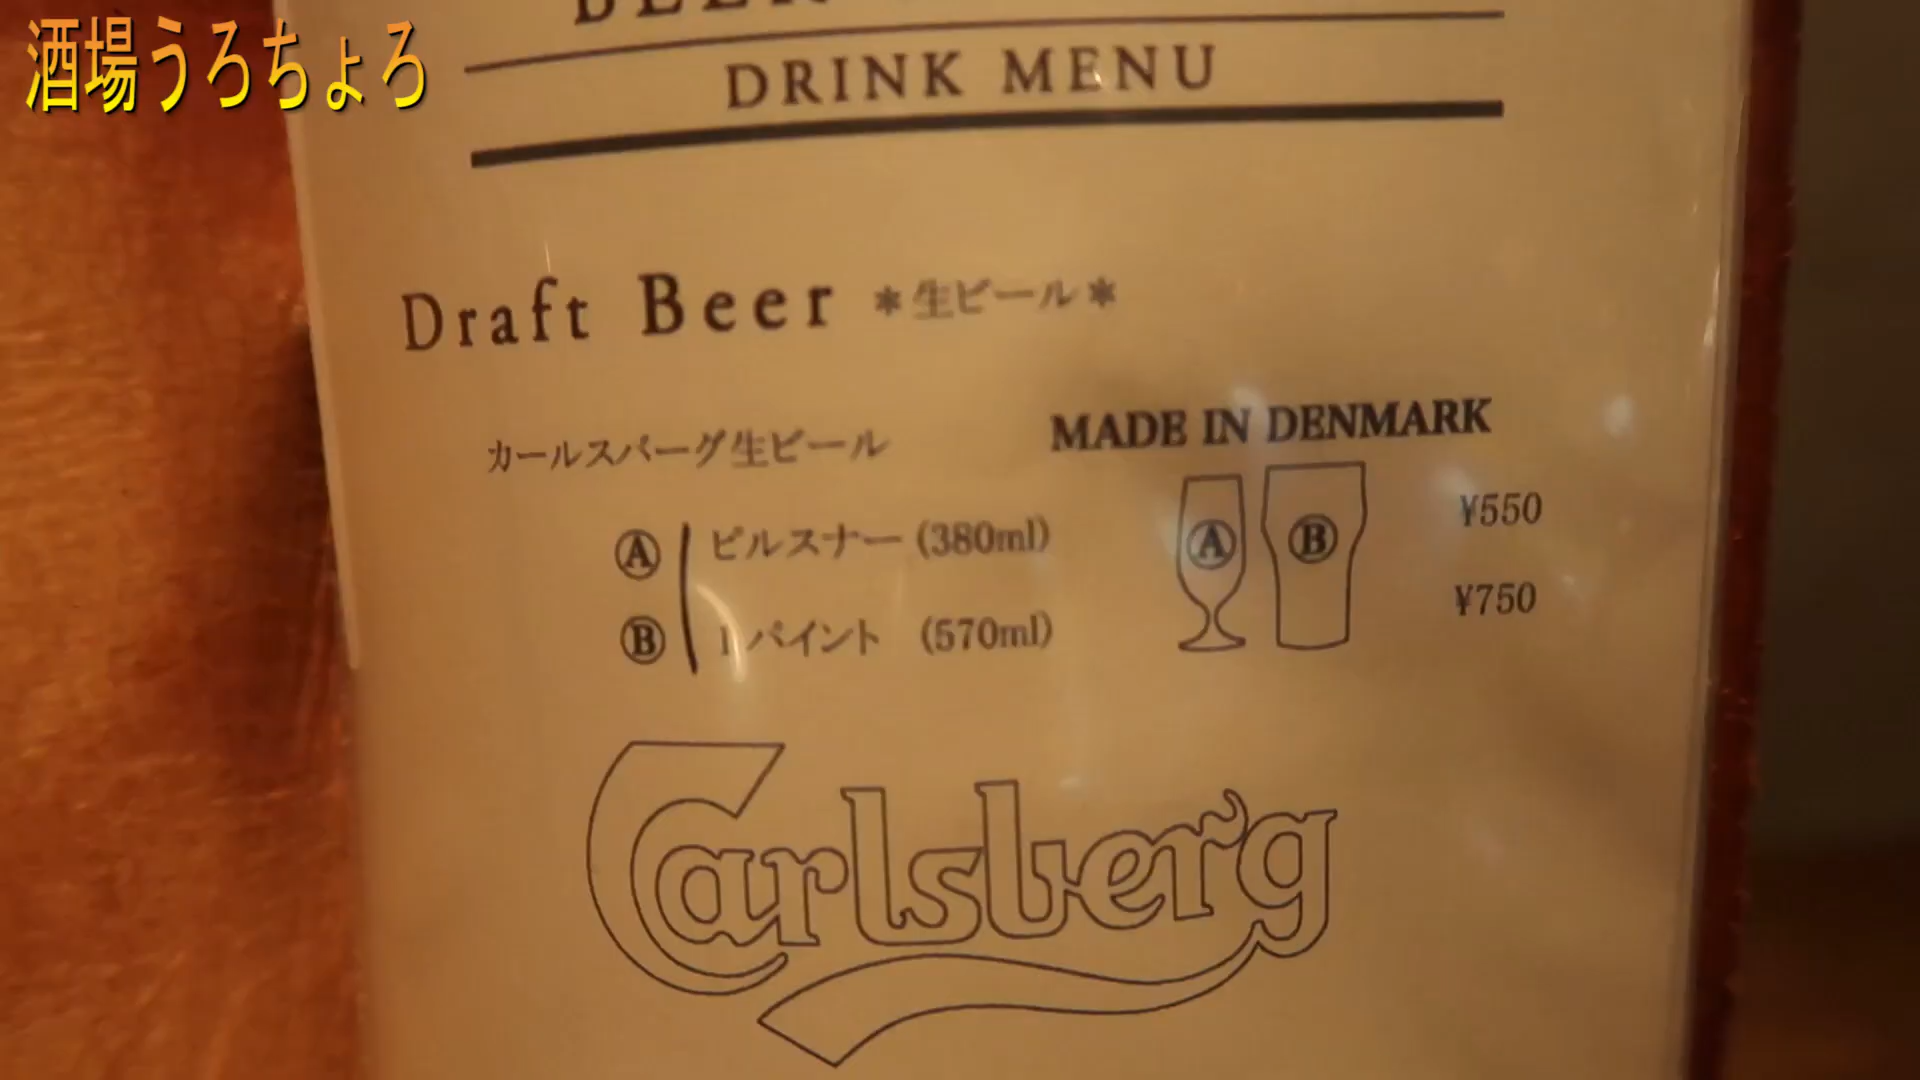 酒場うろちょろ
DRINK MENU
Draft Beer *生ビール*
カールスバーグ生ビール MADE IN DENMARK
Ⓐ ピルスナー (380ml) Ⓐ Ⓑ ¥550
Ⓑ 1パイント (570ml) ¥750
Carlsberg